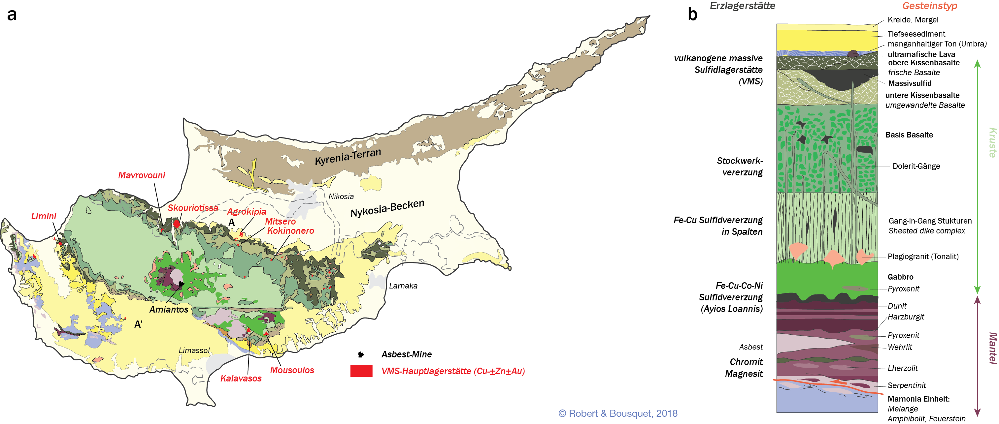 a
Kyrenia-Terran
Mavrovouni
Nikosia
Nykosia-Becken
Skouriotissa
Agrokipia
Limini
A
Mitsero
Kokinonero
Larnaka
Amiantos
A’
Limassol
Asbest-Mine
Mousoulos
VMS-Hauptlagerstätte (Cu-±Zn±Au)
Kalavasos
© Robert & Bousquet, 2018
b
Erzlagerstätte
vulkanogene massive
Sulfidlagerstätte
(VMS)
Stockwerk-
vererzung
Fe-Cu Sulfidvererzung
in Spalten
Fe-Cu-Co-Ni
Sulfidvererzung
(Ayios Loannis)
Asbest
Chromit
Magnesit
Gesteinstyp
Kreide, Mergel
Tiefseesediment
manganhaltiger Ton (Umbra)
ultramafische Lava
obere Kissenbasalte
frische Basalte
Massivsulfid
untere Kissenbasalte
umgewandelte Basalte
Basis Basalte
Dolerit-Gänge
Gang-in-Gang Stukturen
Sheeted dike complex
Plagiogranit (Tonalit)
Gabbro
Pyroxenit
Dunit
Harzburgit
Pyroxenit
Wehrlit
Lherzolit
Serpentinit
Mamonia Einheit:
Melange
Amphibolit, Feuerstein
Kruste
Mantel